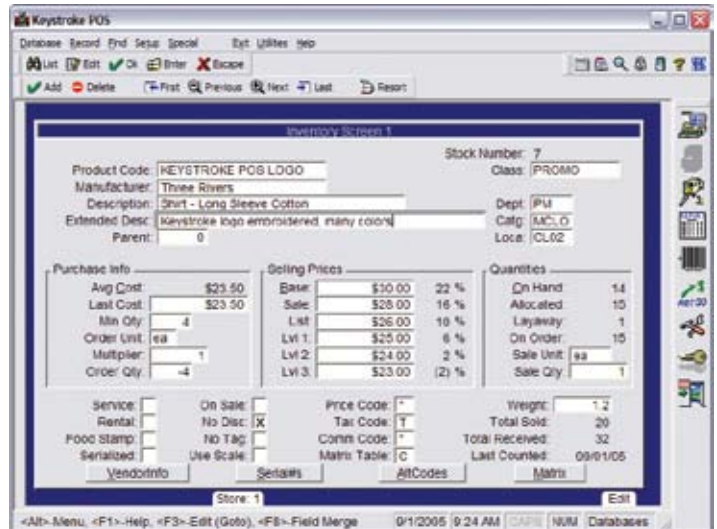 Keystroke POS
Database Record Find Setup Special Exit Utilities Help
List Edit Ok Enter Escape
Add Delete First Previous Next Last Resort
Inventory Screen 1
Stock Number: 7
Product Code: KEYSTROKE POS LOGO Class: PROMO
Manufacturer: Three Rivers
Description: Shirt - Long Sleeve Cotton Dept: PM
Extended Desc: Keystroke logo embroidered, many colors Catg: MCLO
Parent: 0 Loca: CL02
Purchase Info Selling Prices Quantities
Avg Cost: $23.50 Base: $30.00 22 % On Hand 14
Last Cost: $23.50 Sale: $28.00 16 % Allocated: 15
Min Qty: 4 List: $26.00 10 % Layaway: 1
Order Unit: ea Lvl 1: $25.00 6 % On Order: 15
Multiplier: 1 Lvl 2: $24.00 2 % Sale Unit: ea
Order Qty: -4 Lvl 3: $23.00 (2) % Sale Qty: 1
Service: On Sale: Price Code: * Weight: 1.2
Rental: No Disc: X Tax Code: T Total Sold: 20
Food Stamp: No Tag: Comm Code: * Total Received: 32
Serialized: Use Scale: Matrix Table: C Last Counted: 09/01/05
VendorInfo Serial#s AltCodes Matrix
Store: 1 Edit
<Alt>-Menu, <F1>-Help, <F3>-Edit (Goto), <F8>-Field Merge 9/1/2005 9:24 AM CAPS NUM Databases